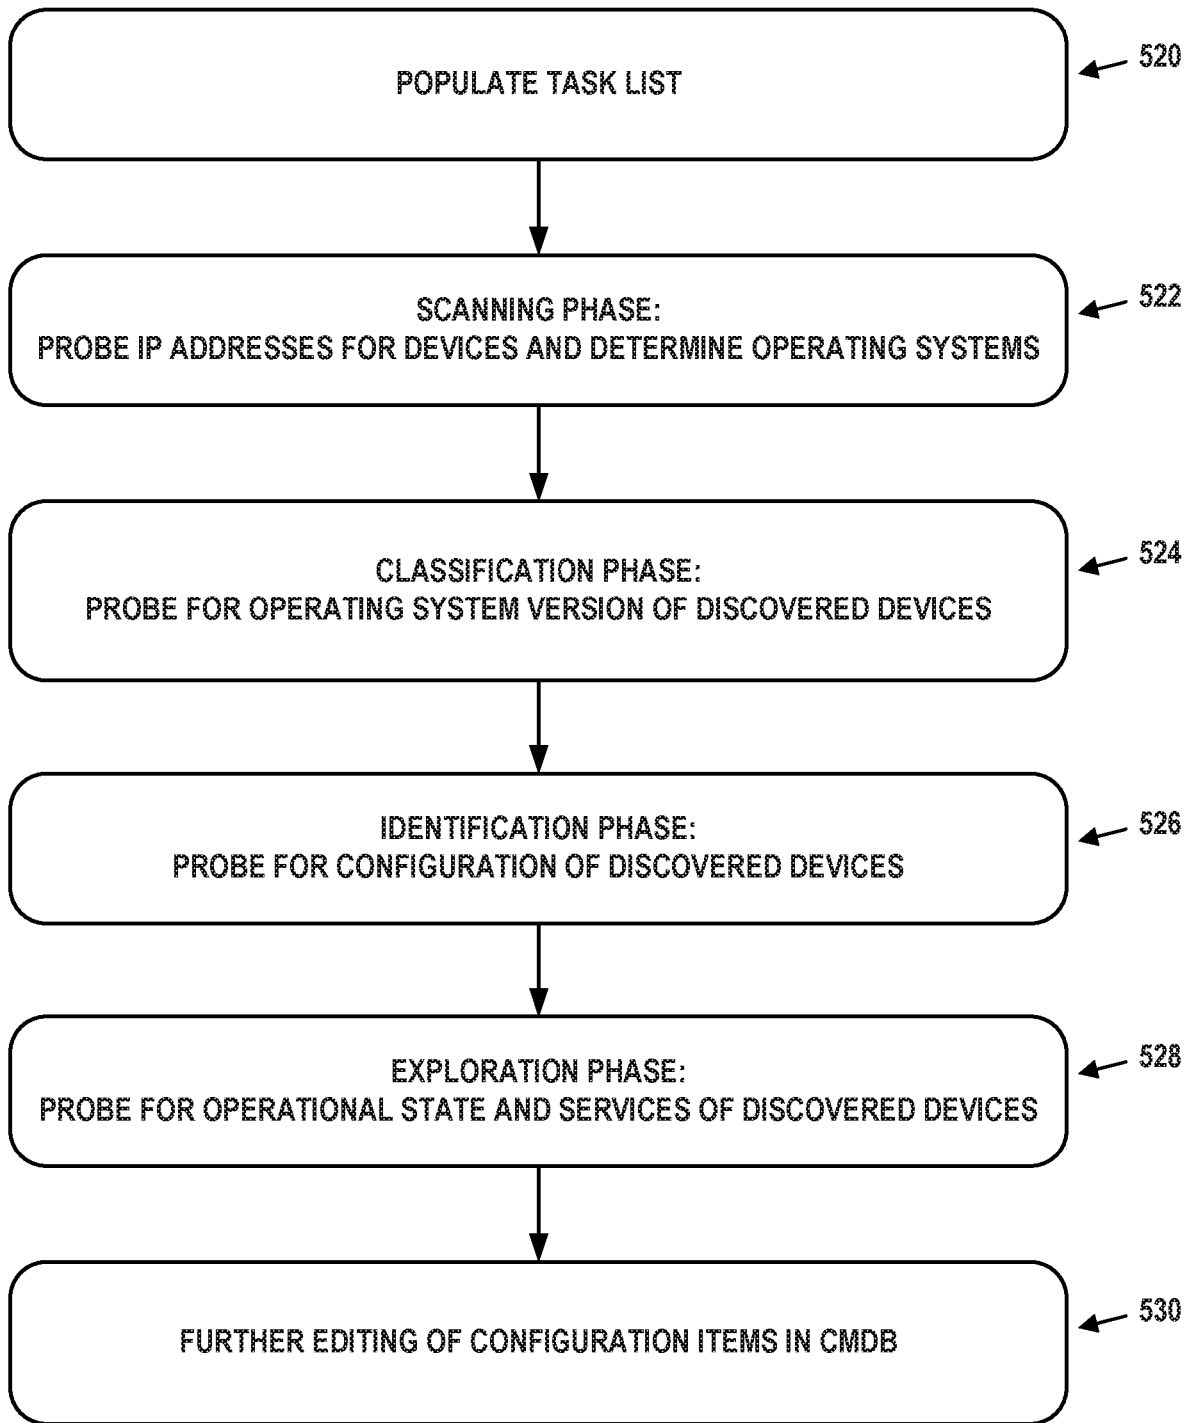 POPULATE TASK LIST
520
SCANNING PHASE:
PROBE IP ADDRESSES FOR DEVICES AND DETERMINE OPERATING SYSTEMS
522
CLASSIFICATION PHASE:
PROBE FOR OPERATING SYSTEM VERSION OF DISCOVERED DEVICES
524
IDENTIFICATION PHASE:
PROBE FOR CONFIGURATION OF DISCOVERED DEVICES
526
EXPLORATION PHASE:
PROBE FOR OPERATIONAL STATE AND SERVICES OF DISCOVERED DEVICES
528
FURTHER EDITING OF CONFIGURATION ITEMS IN CMDB
530